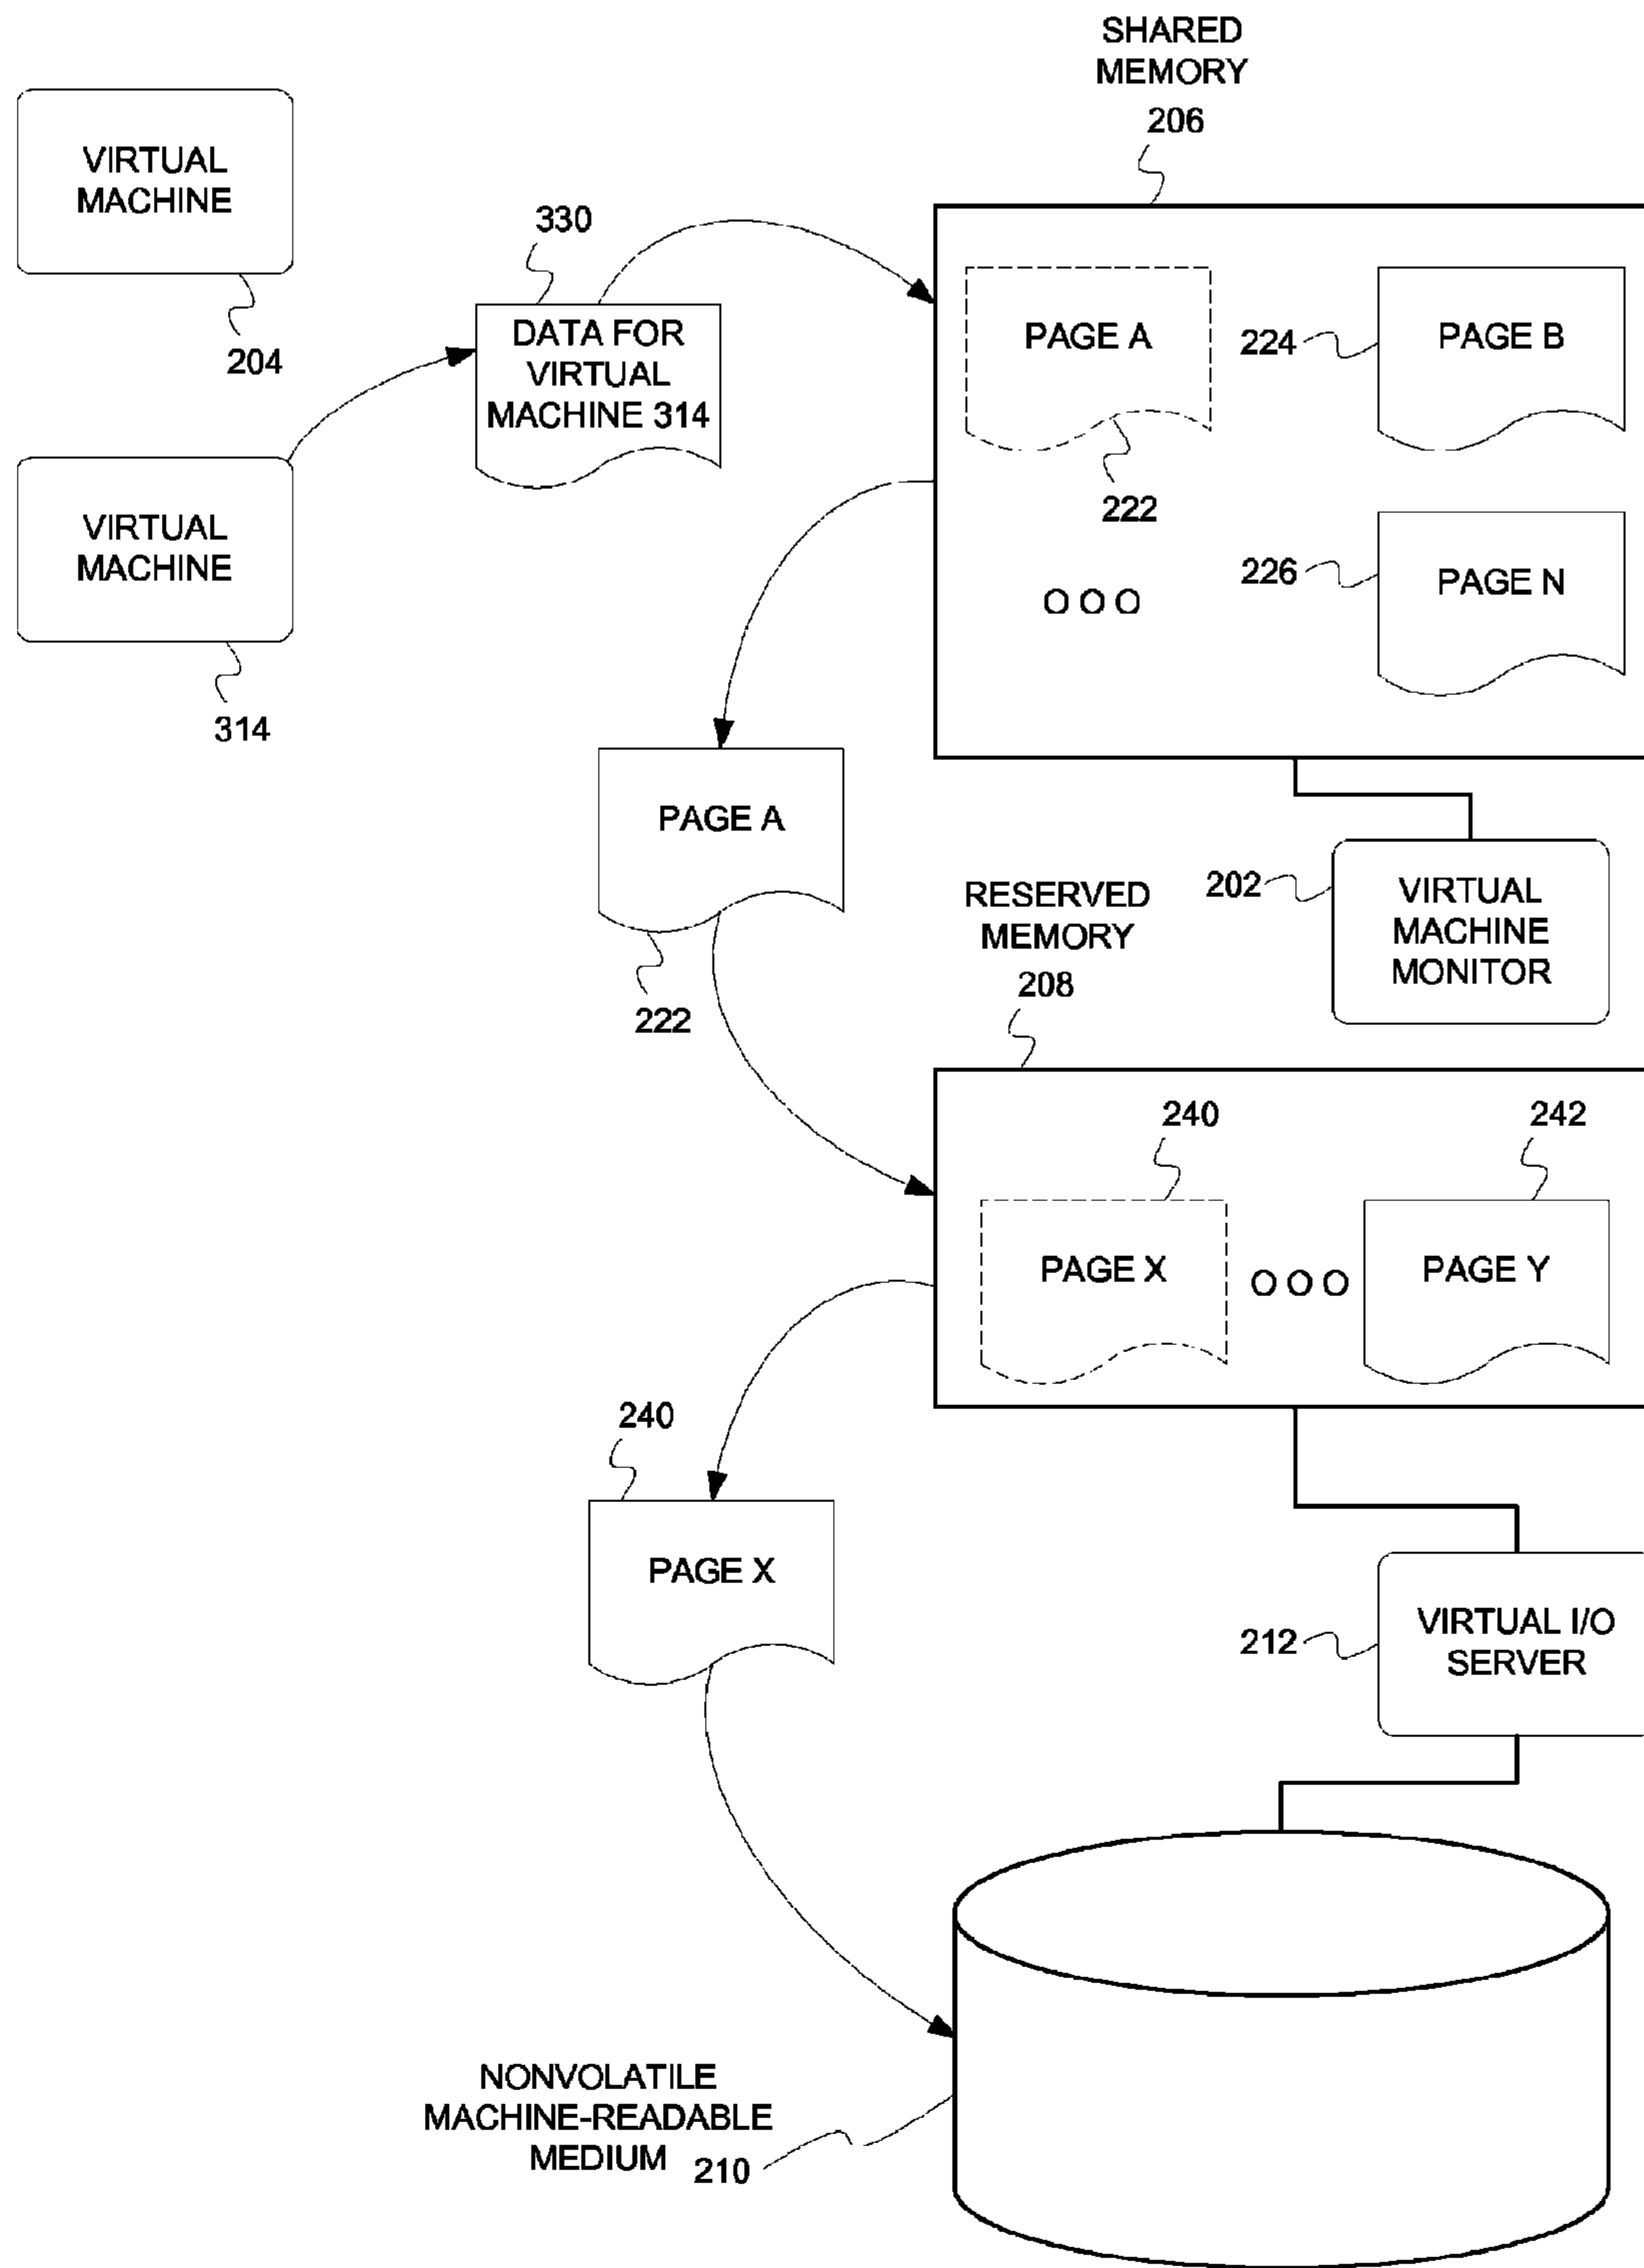 SHARED
MEMORY
206
VIRTUAL
MACHINE
204
330
DATA FOR
VIRTUAL
MACHINE 314
PAGE A
222
224
PAGE B
VIRTUAL
MACHINE
314
226
PAGE N
PAGE A
222
202
VIRTUAL
MACHINE
MONITOR
RESERVED
MEMORY
208
240
242
PAGE X
PAGE Y
240
PAGE X
212
VIRTUAL I/O
SERVER
NONVOLATILE
MACHINE-READABLE
MEDIUM
210